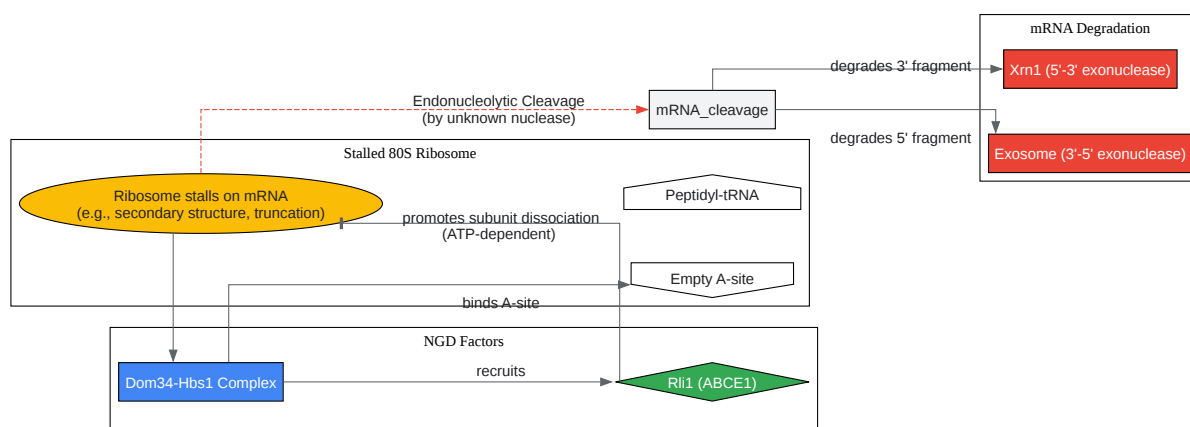 mRNA Degradation
Xrn1 (5'-3' exonuclease)
degrades 3' fragment
Endonucleolytic Cleavage
(by unknown nuclease)
mRNA_cleavage
degrades 5' fragment
Exosome (3'-5' exonuclease)
Stalled 80S Ribosome
Ribosome stalls on mRNA
(e.g., secondary structure, truncation)
Peptidyl-tRNA
promotes subunit dissociation
(ATP-dependent)
Empty A-site
binds A-site
NGD Factors
Dom34-Hbs1 Complex
recruits
Rli1 (ABCE1)